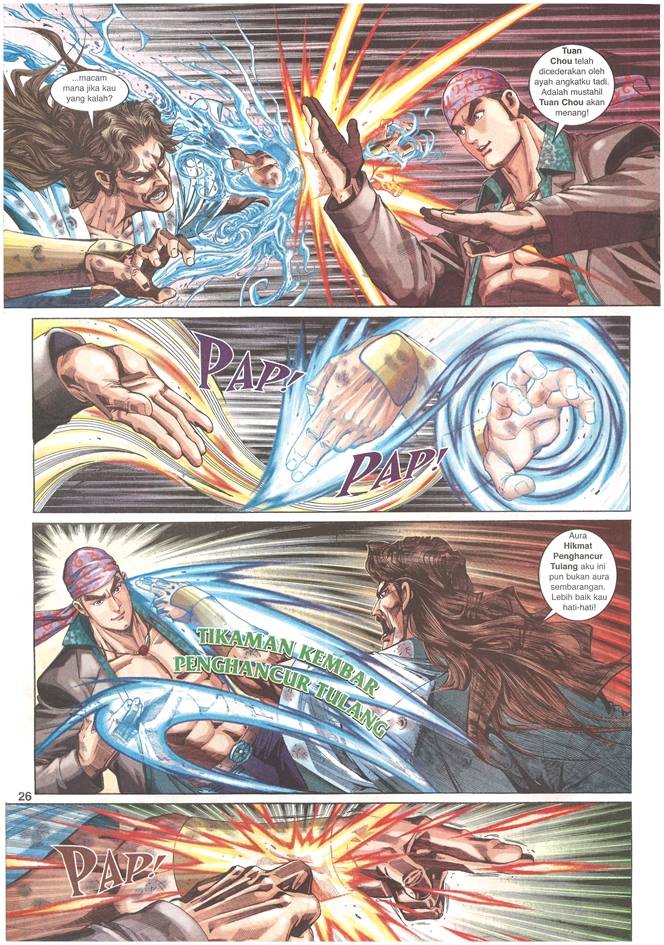 ...macam
mana jika kau
yang kalah?
Tuan
Chou telah
dicederakan oleh
ayah angkatku tadi.
Adalah mustahil
Tuan Chou akan
menang!
PAP!
PAP!
Aura
Hikmat
Penghancur
Tulang aku ini
pun bukan aura
sembarangan.
Lebih baik kau
hati-hati!
TIKAMAN KEMBAR
PENGHANCUR TULANG
26
PAP!